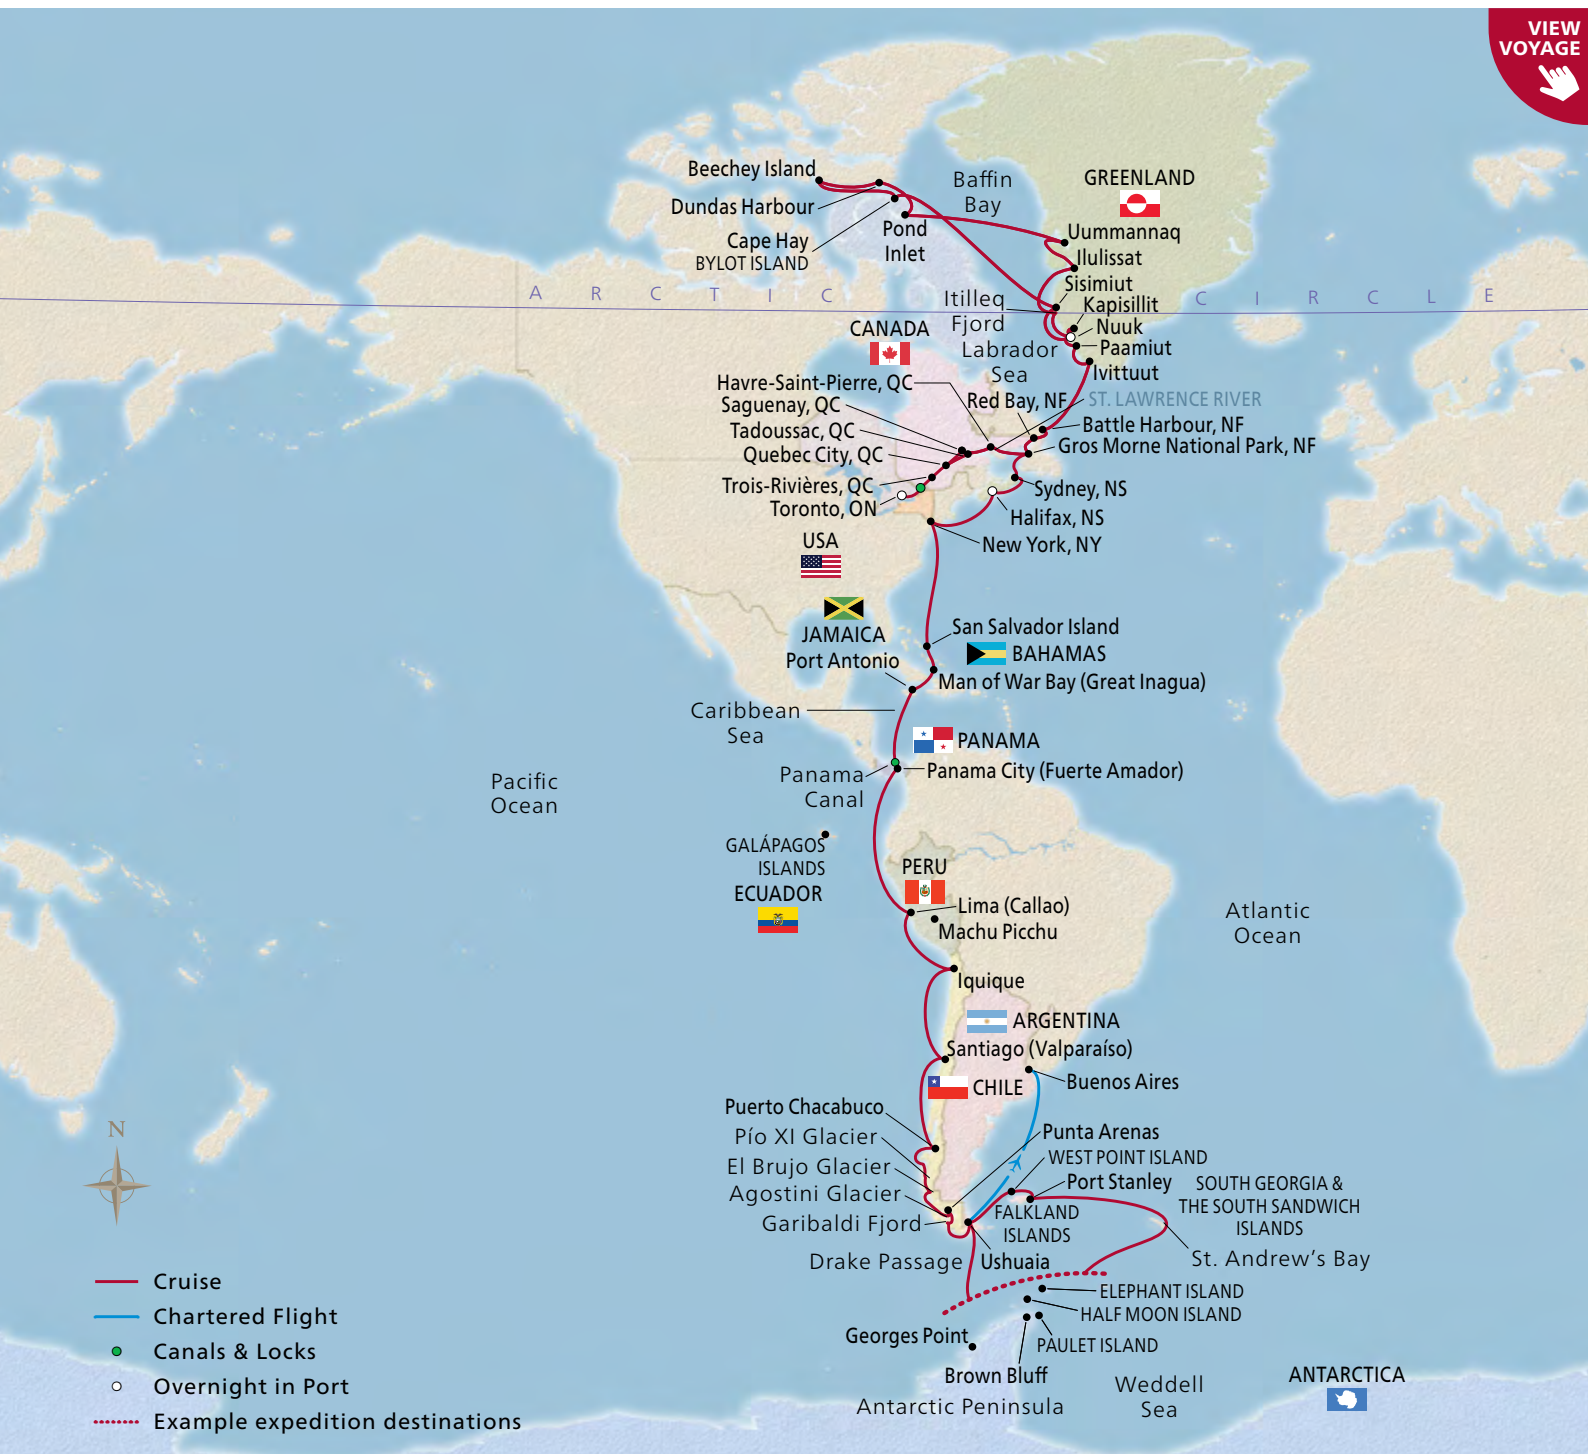 VIEW
VOYAGE
Beechey Island
Baffin
Bay
GREENLAND
Dundas Harbour
Cape Hay
BYLOT ISLAND
Pond
Inlet
Uummannaq
Ilulissat
Sisimiut
ARCTIC CIRCLE
Itilleq
Fjord
Kapisillit
Nuuk
CANADA
Labrador
Sea
Paamiut
Ivittuut
Havre-Saint-Pierre, QC
Red Bay, NF
ST. LAWRENCE RIVER
Saguenay, QC
Battle Harbour, NF
Tadoussac, QC
Gros Morne National Park, NF
Quebec City, QC
Trois-Rivières, QC
Sydney, NS
Toronto, ON
Halifax, NS
New York, NY
USA
JAMAICA
Port Antonio
San Salvador Island
BAHAMAS
Man of War Bay (Great Inagua)
Caribbean
Sea
PANAMA
Panama
Canal
Panama City (Fuerte Amador)
Pacific
Ocean
GALÁPAGOS
ISLANDS
ECUADOR
PERU
Lima (Callao)
Machu Picchu
Atlantic
Ocean
Iquique
ARGENTINA
Santiago (Valparaíso)
CHILE
Buenos Aires
Puerto Chacabuco
Pío XI Glacier
El Brujo Glacier
Agostini Glacier
Garibaldi Fjord
Punta Arenas
WEST POINT ISLAND
Port Stanley
FALKLAND
ISLANDS
SOUTH GEORGIA &
THE SOUTH SANDWICH
ISLANDS
St. Andrew's Bay
Drake Passage
Ushuaia
ELEPHANT ISLAND
HALF MOON ISLAND
PAULET ISLAND
Georges Point
Brown Bluff
Antarctic Peninsula
Weddell
Sea
ANTARCTICA
N
Cruise
Chartered Flight
Canals & Locks
Overnight in Port
Example expedition destinations